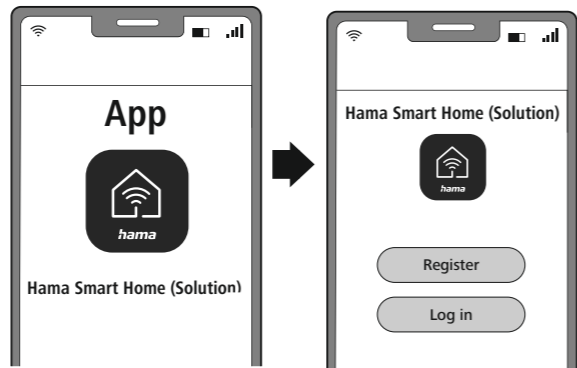 App
hama
Hama Smart Home (Solution)
Hama Smart Home (Solution)
hama
Register
Log in